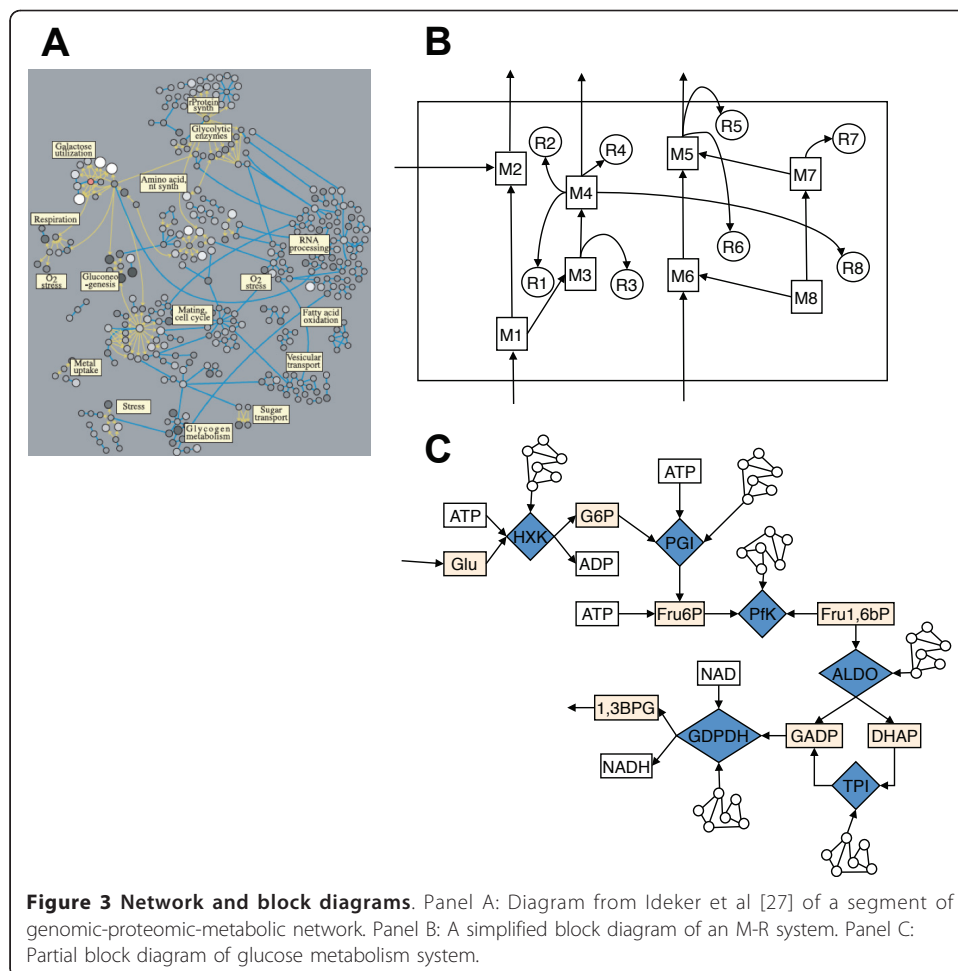 A
rProtein
synth
Glycolytic
enzymes
Galactose
utilization
Amino acid,
nt synth
Respiration
RNA
processing
O2
stress
Gluconeo
-genesis
O2
stress
Mating,
cell cycle
Fatty acid
oxidation
Metal
uptake
Vesicular
transport
Stress
Sugar
transport
Glycogen
metabolism
B
R5
R2
R4
R7
M2
M5
M7
M4
R6
R8
R1
M3
R3
M6
M8
M1
C
ATP
ATP
HXK
G6P
PGI
Glu
ADP
ATP
Fru6P
PfK
Fru1,6bP
NAD
ALDO
1,3BPG
GDPDH
GADP
DHAP
NADH
TPI
Figure 3 Network and block diagrams. Panel A: Diagram from Ideker et al [27] of a segment of
genomic-proteomic-metabolic network. Panel B: A simplified block diagram of an M-R system. Panel C:
Partial block diagram of glucose metabolism system.